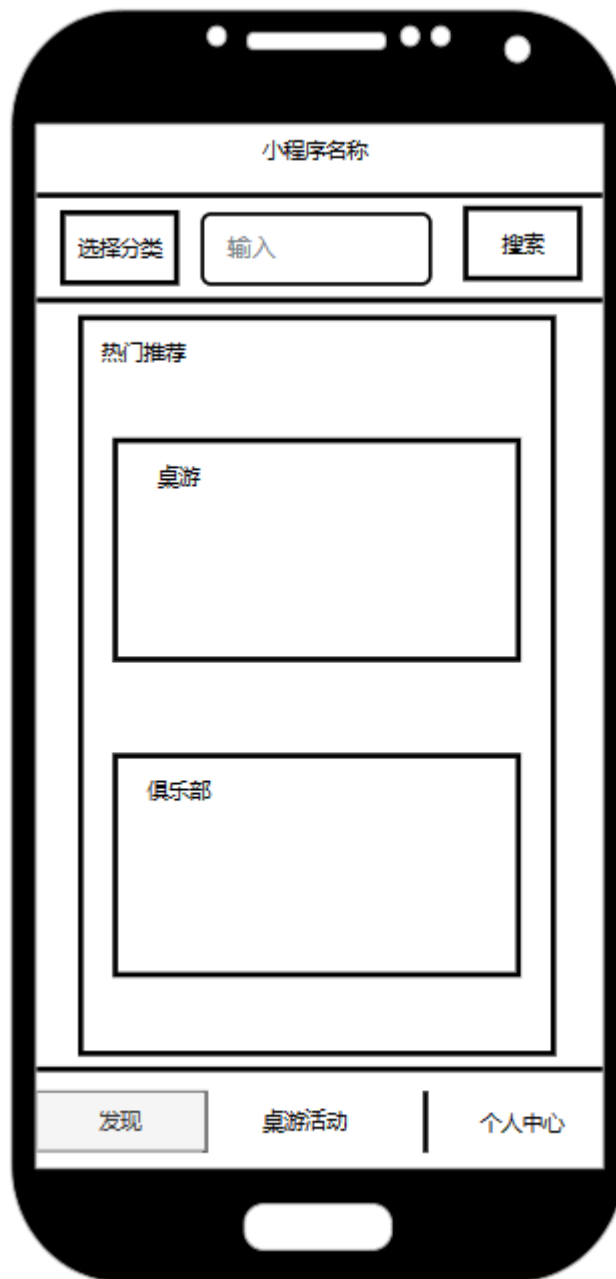 小程序名称
选择分类 输入 搜索
热门推荐
桌游
俱乐部
发现 桌游活动 个人中心